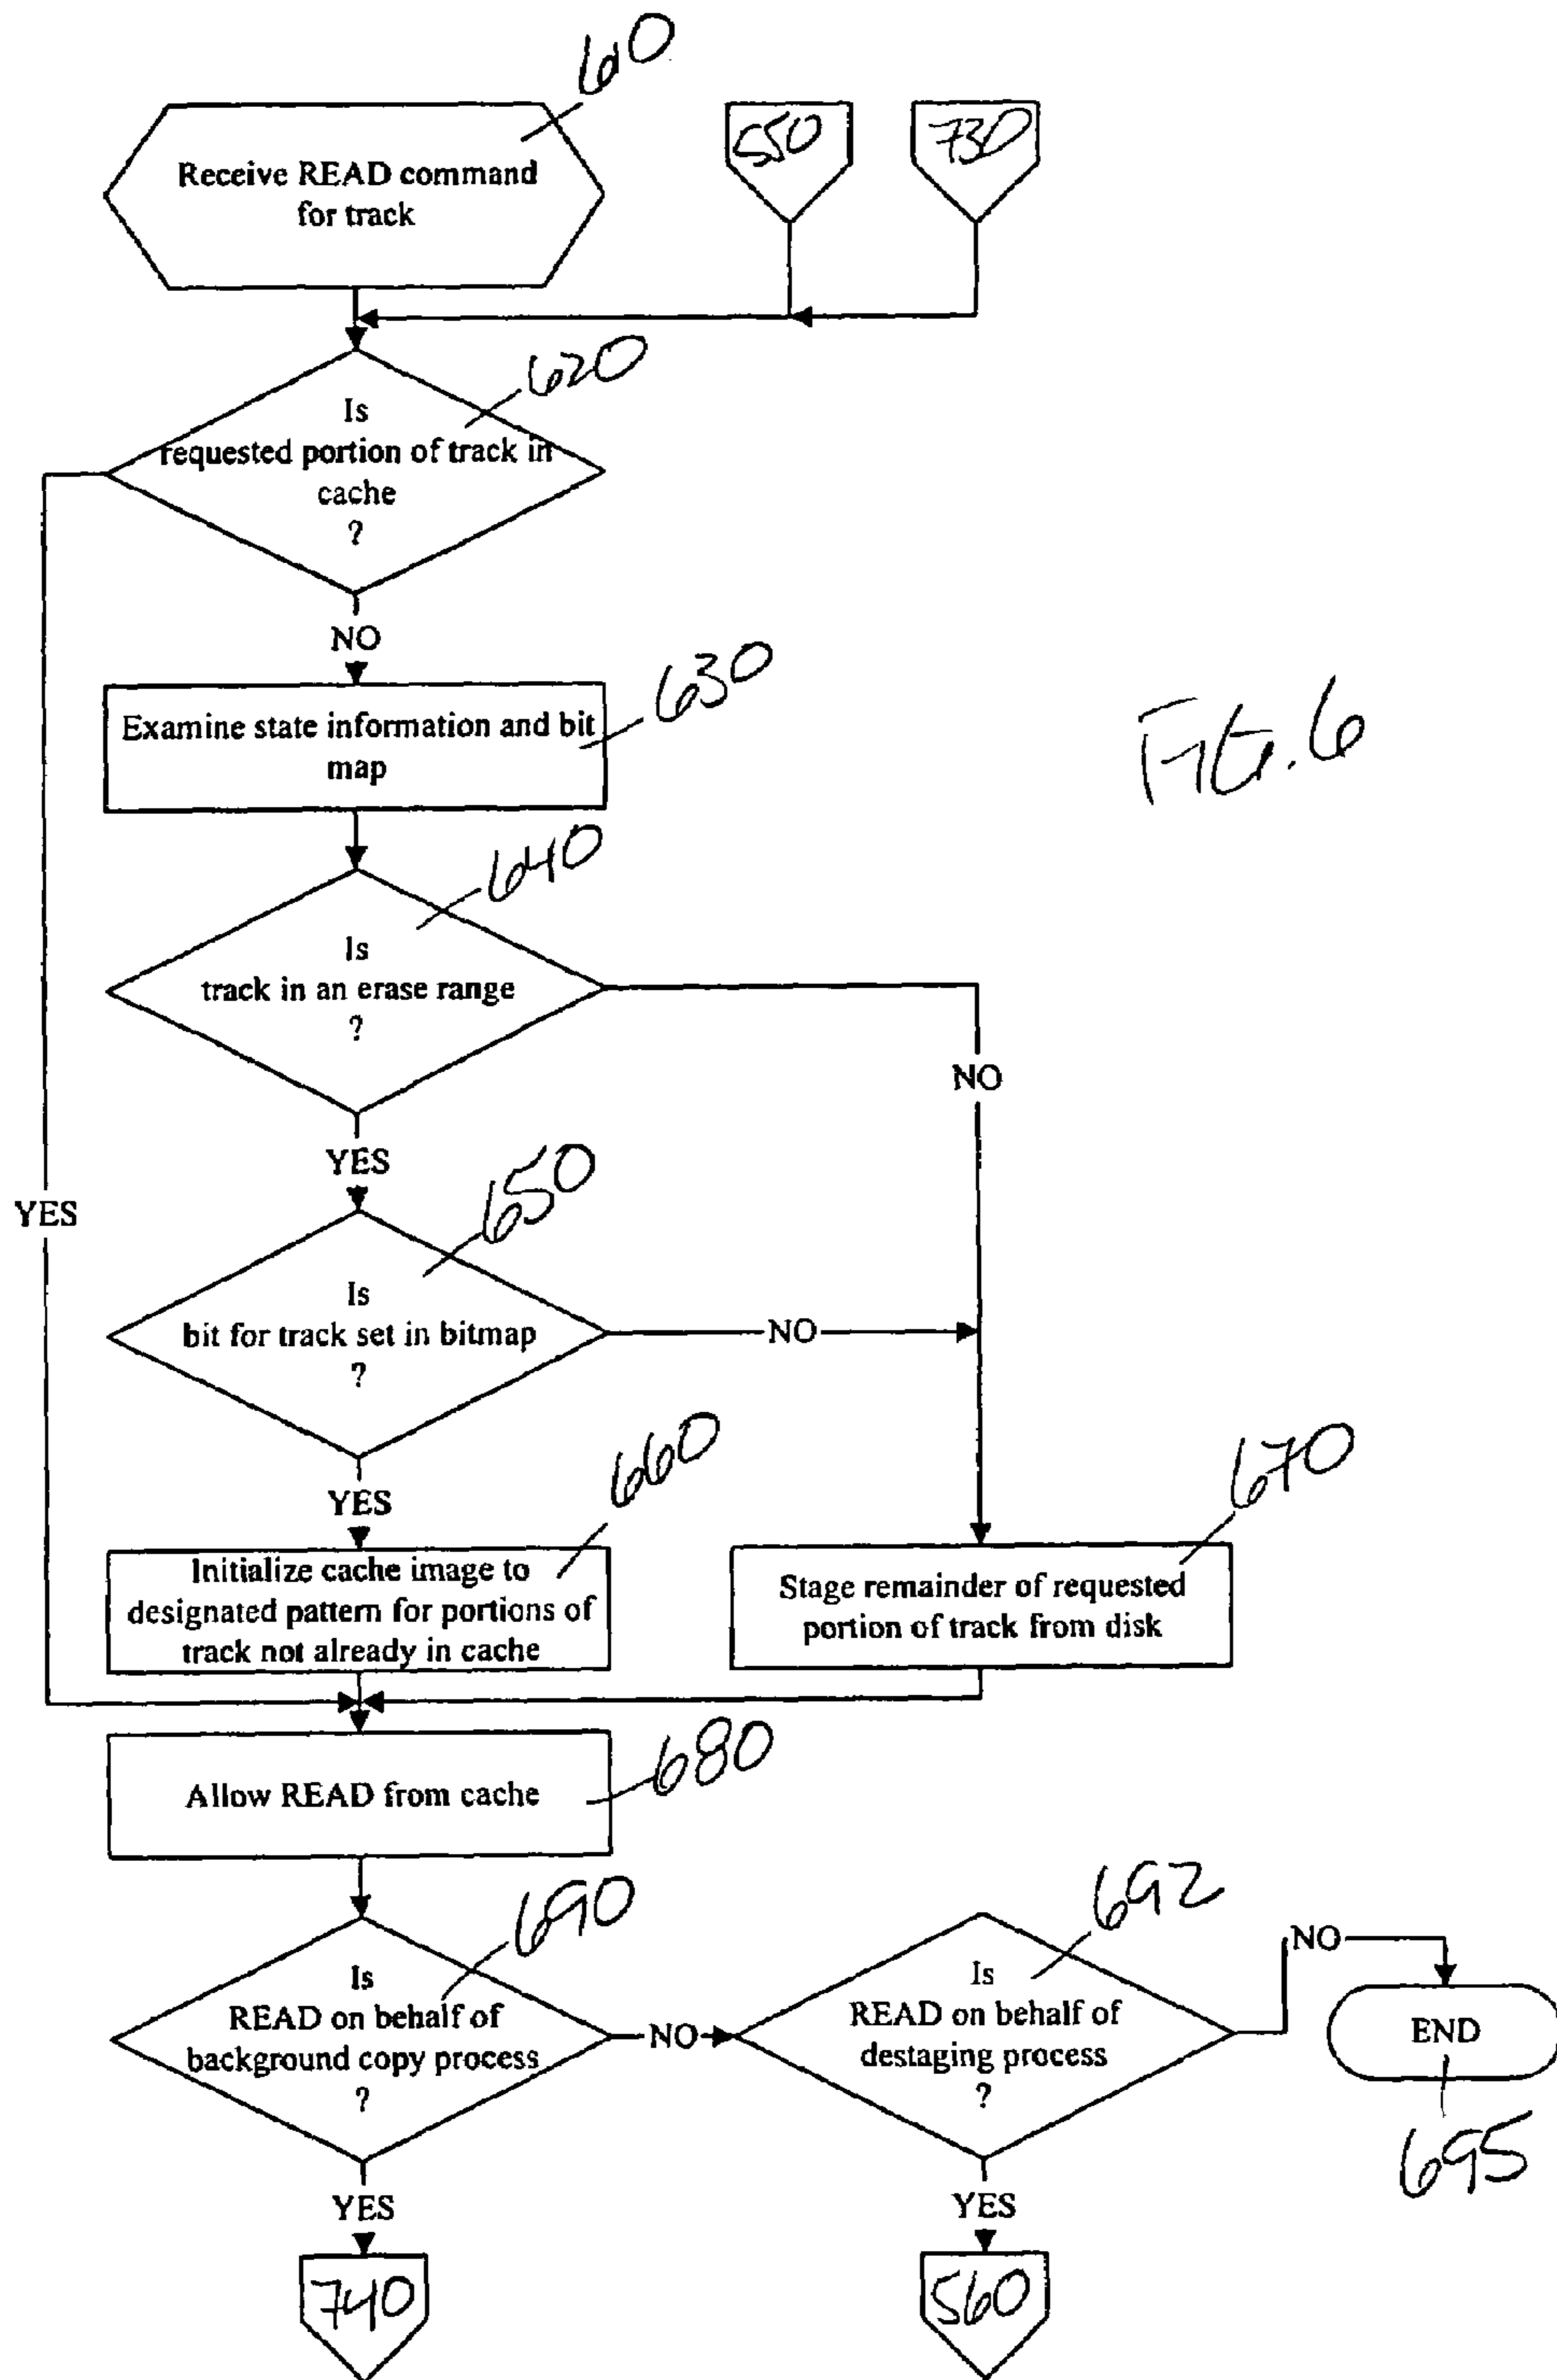 610
Receive READ command
for track
550
730
620
Is
requested portion of track in
cache
?
NO
630
Examine state information and bit
map
FIG. 6
640
Is
track in an erase range
?
NO
YES
650
YES
Is
bit for track set in bitmap
?
NO
YES
660
670
Initialize cache image to
designated pattern for portions of
track not already in cache
Stage remainder of requested
portion of track from disk
680
Allow READ from cache
690
692
Is
READ on behalf of
background copy process
?
NO
Is
READ on behalf of
destaging process
?
NO
END
695
YES
YES
740
560